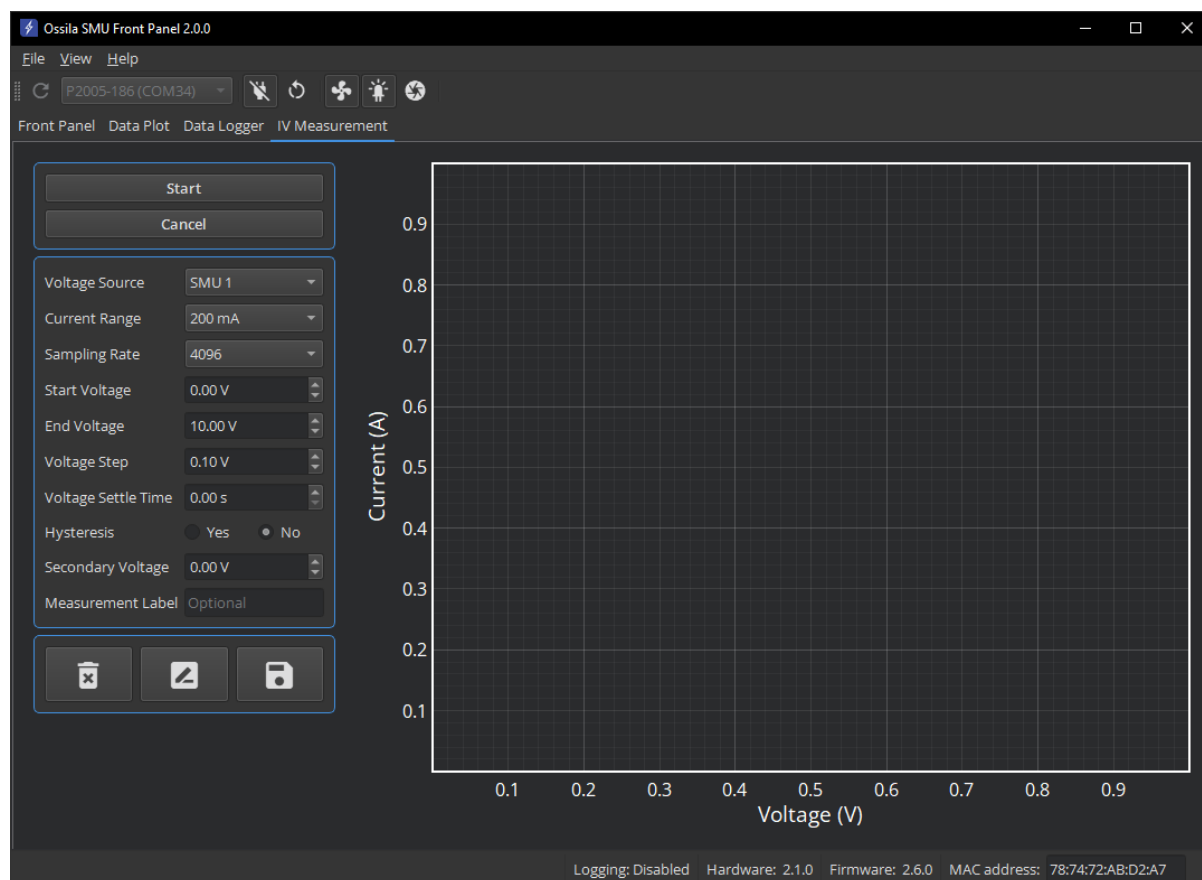 Ossila SMU Front Panel 2.0.0
File View Help
P2005-186 (COM34)
Front Panel Data Plot Data Logger IV Measurement
Start
Cancel
Voltage Source SMU 1
Current Range 200 mA
Sampling Rate 4096
Start Voltage 0.00 V
End Voltage 10.00 V
Voltage Step 0.10 V
Voltage Settle Time 0.00 s
Hysteresis Yes No
Secondary Voltage 0.00 V
Measurement Label Optional
Current (A)
0.9
0.8
0.7
0.6
0.5
0.4
0.3
0.2
0.1
0.1 0.2 0.3 0.4 0.5 0.6 0.7 0.8 0.9
Voltage (V)
Logging: Disabled Hardware: 2.1.0 Firmware: 2.6.0 MAC address: 78:74:72:AB:D2:A7